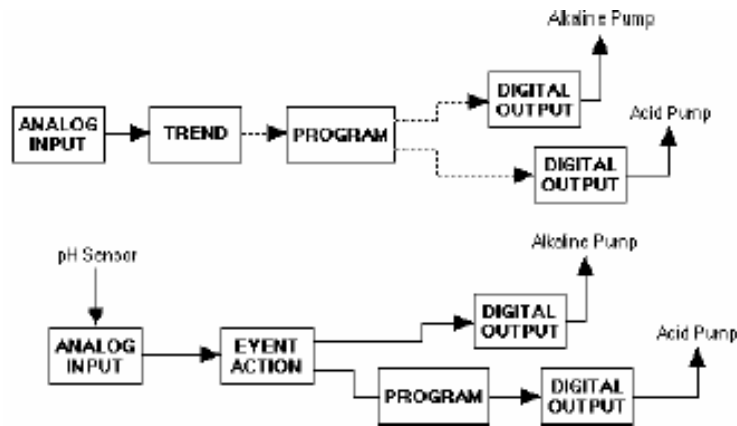 Alkaline Pump
DIGITAL
OUTPUT
Acid Pump
ANALOG
INPUT
TREND
PROGRAM
DIGITAL
OUTPUT
Alkaline Pump
pH Sensor
DIGITAL
OUTPUT
Acid Pump
ANALOG
INPUT
EVENT
ACTION
PROGRAM
DIGITAL
OUTPUT